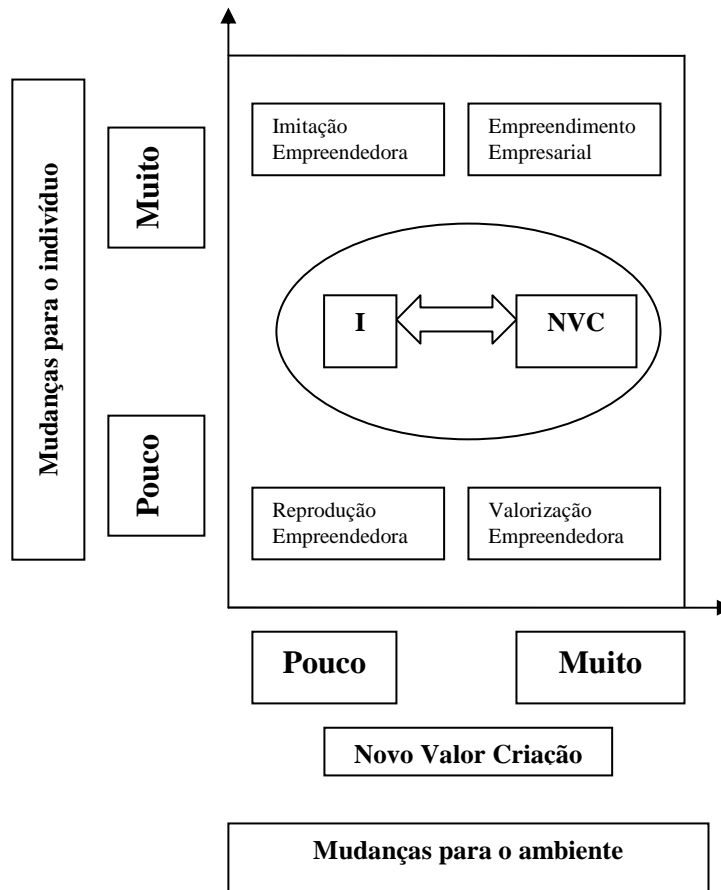 Mudanças para o indivíduo
Muito
Pouco
Imitação
Empreendedora
Empreendimento
Empresarial
I
NVC
Reprodução
Empreendedora
Valorização
Empreendedora
Pouco
Muito
Novo Valor Criação
Mudanças para o ambiente